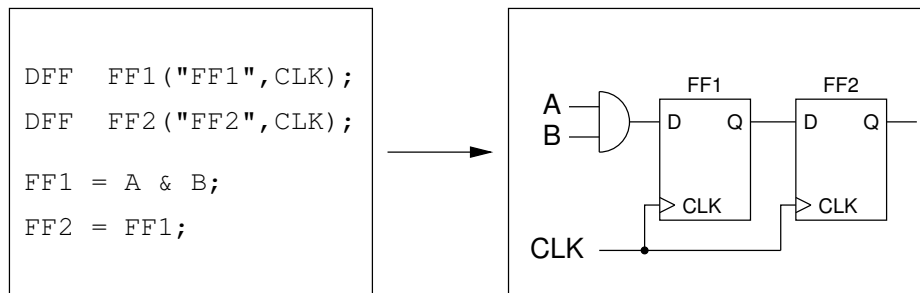 DFF FF1("FF1",CLK);
DFF FF2("FF2",CLK);
FF1 = A & B;
FF2 = FF1;
FF1 FF2
A
B
D Q D Q
CLK CLK
CLK